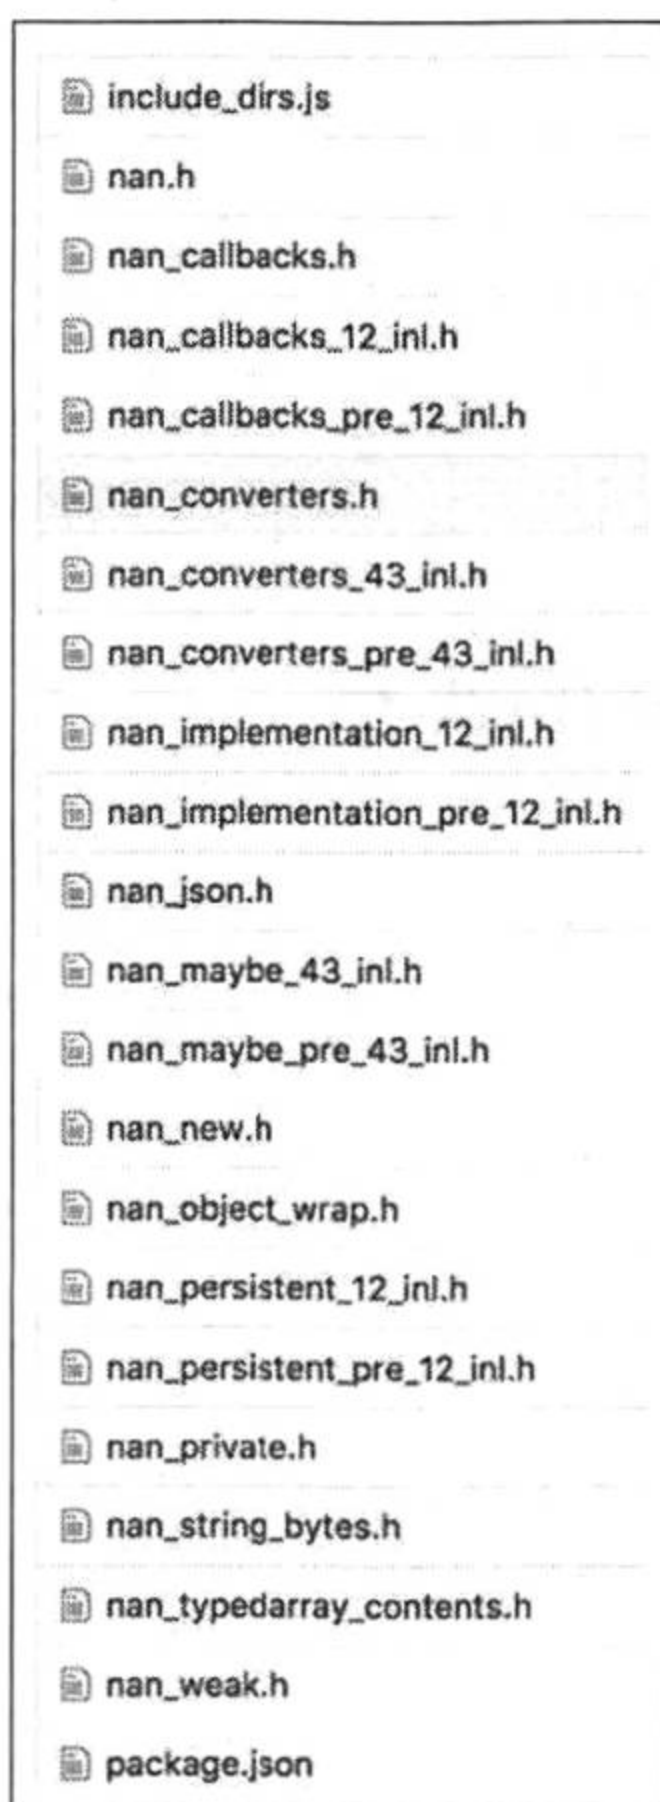 include_dirs.js
nan.h
nan_callbacks.h
nan_callbacks_12_inl.h
nan_callbacks_pre_12_inl.h
nan_converters.h
nan_converters_43_inl.h
nan_converters_pre_43_inl.h
nan_implementation_12_inl.h
nan_implementation_pre_12_inl.h
nan_json.h
nan_maybe_43_inl.h
nan_maybe_pre_43_inl.h
nan_new.h
nan_object_wrap.h
nan_persistent_12_inl.h
nan_persistent_pre_12_inl.h
nan_private.h
nan_string_bytes.h
nan_typedarray_contents.h
nan_weak.h
package.json